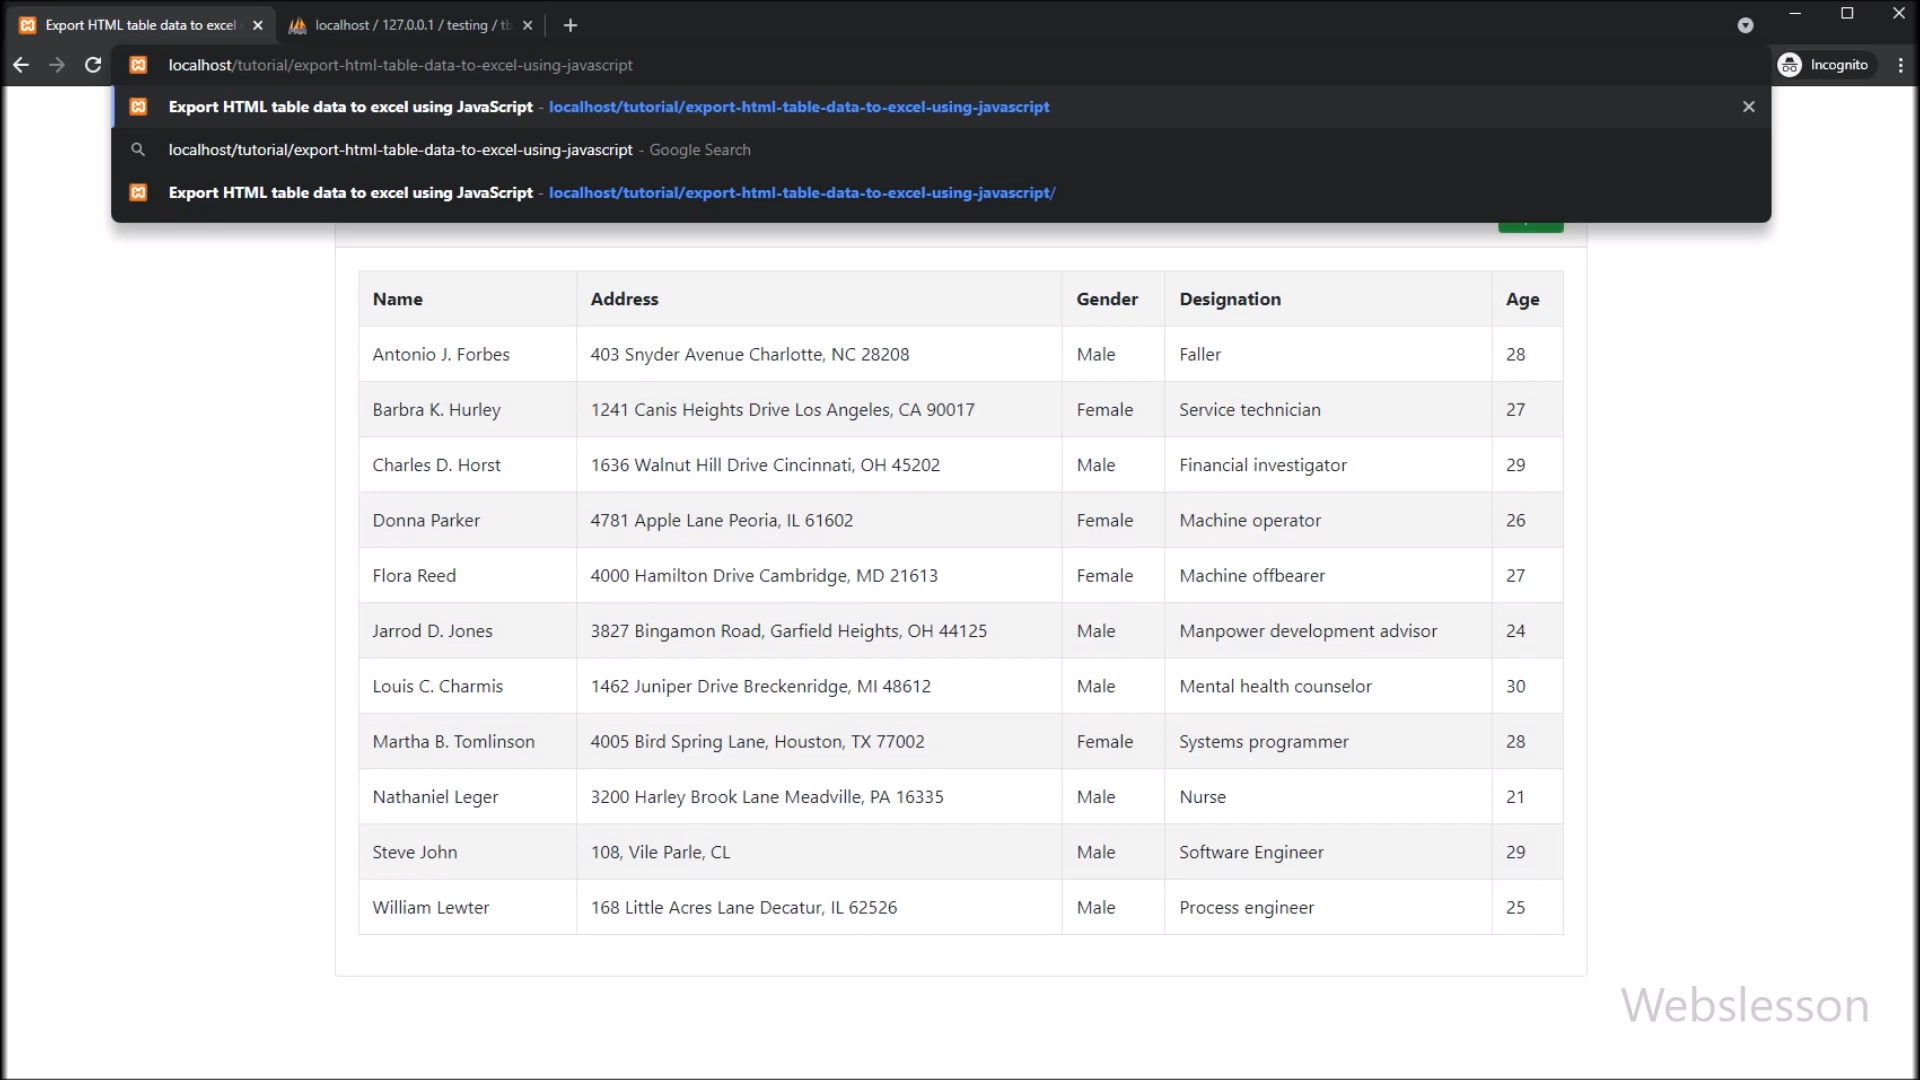 Export HTML table data to excel
localhost / 127.0.0.1 / testing / tb
localhost/tutorial/export-html-table-data-to-excel-using-javascript
Incognito
Export HTML table data to excel using JavaScript - localhost/tutorial/export-html-table-data-to-excel-using-javascript
localhost/tutorial/export-html-table-data-to-excel-using-javascript - Google Search
Export HTML table data to excel using JavaScript - localhost/tutorial/export-html-table-data-to-excel-using-javascript/
Name Address Gender Designation Age
Antonio J. Forbes 403 Snyder Avenue Charlotte, NC 28208 Male Faller 28
Barbra K. Hurley 1241 Canis Heights Drive Los Angeles, CA 90017 Female Service technician 27
Charles D. Horst 1636 Walnut Hill Drive Cincinnati, OH 45202 Male Financial investigator 29
Donna Parker 4781 Apple Lane Peoria, IL 61602 Female Machine operator 26
Flora Reed 4000 Hamilton Drive Cambridge, MD 21613 Female Machine offbearer 27
Jarrod D. Jones 3827 Bingamon Road, Garfield Heights, OH 44125 Male Manpower development advisor 24
Louis C. Charmis 1462 Juniper Drive Breckenridge, MI 48612 Male Mental health counselor 30
Martha B. Tomlinson 4005 Bird Spring Lane, Houston, TX 77002 Female Systems programmer 28
Nathaniel Leger 3200 Harley Brook Lane Meadville, PA 16335 Male Nurse 21
Steve John 108, Vile Parle, CL Male Software Engineer 29
William Lewter 168 Little Acres Lane Decatur, IL 62526 Male Process engineer 25
Webslesson